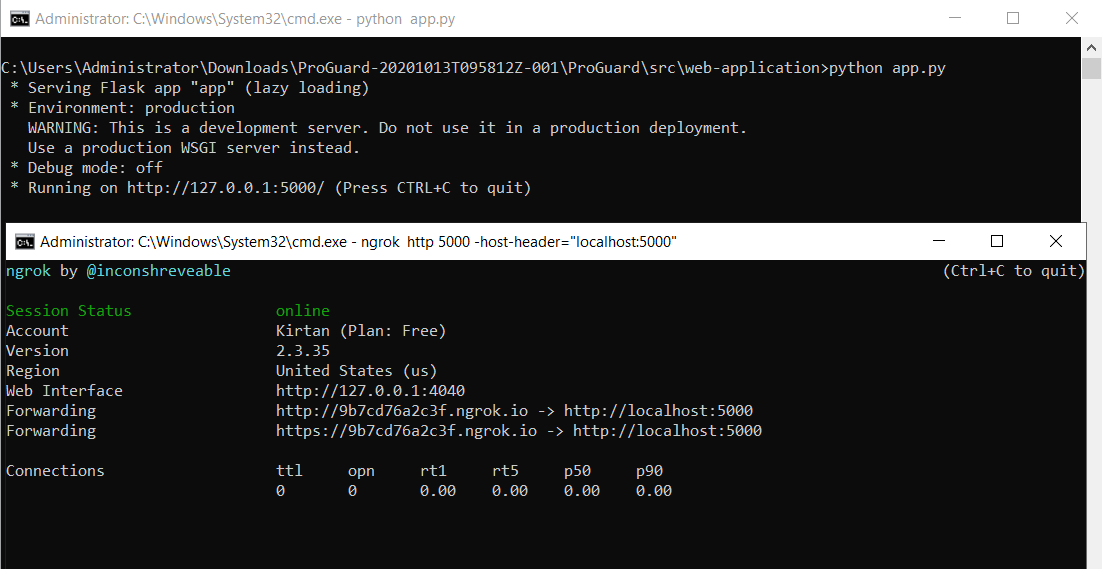 Administrator: C:\Windows\System32\cmd.exe - python  app.py
C:\Users\Administrator\Downloads\ProGuard-20201013T095812Z-001\ProGuard\src\web-application>python app.py
 * Serving Flask app "app" (lazy loading)
 * Environment: production
   WARNING: This is a development server. Do not use it in a production deployment.
   Use a production WSGI server instead.
 * Debug mode: off
 * Running on http://127.0.0.1:5000/ (Press CTRL+C to quit)
Administrator: C:\Windows\System32\cmd.exe - ngrok  http 5000 -host-header="localhost:5000"
ngrok by @inconshreveable (Ctrl+C to quit)
Session Status online
Account Kirtan (Plan: Free)
Version 2.3.35
Region United States (us)
Web Interface http://127.0.0.1:4040
Forwarding http://9b7cd76a2c3f.ngrok.io -> http://localhost:5000
Forwarding https://9b7cd76a2c3f.ngrok.io -> http://localhost:5000
Connections ttl opn rt1 rt5 p50 p90
0 0 0.00 0.00 0.00 0.00